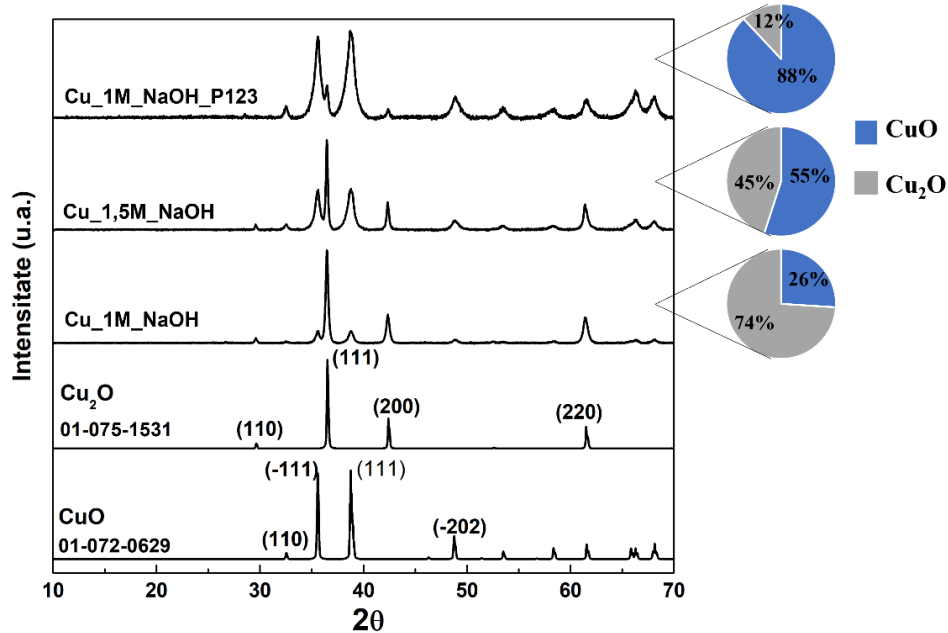 Intensitate (u.a.)
Cu_1M_NaOH_P123
Cu_1,5M_NaOH
Cu_1M_NaOH
Cu₂O
01-075-1531
(110)
(111)
(200)
(220)
CuO
01-072-0629
(110)
(-111)
(111)
(-202)
10 20 30 40 50 60 70
2θ
12%
88%
45%
55%
26%
74%
CuO
Cu₂O